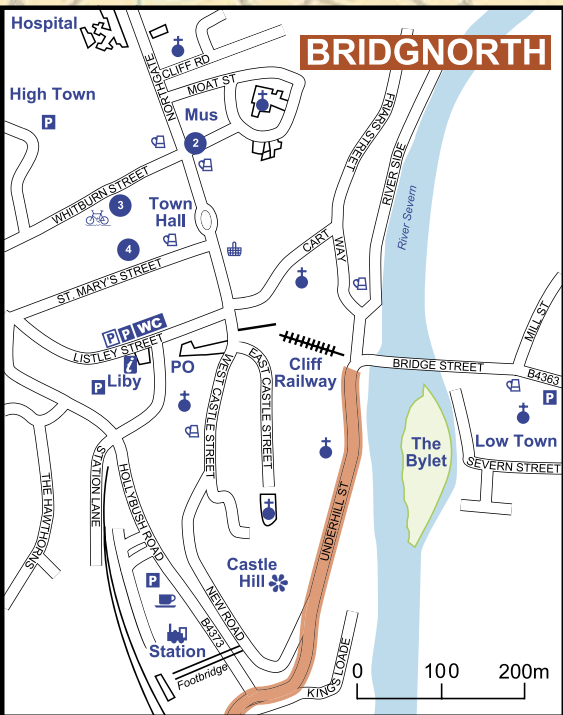 Hospital
BRIDGNORTH
CLIFF RD
NORTHGATE
MOAT ST
High Town
P
Mus
2
FRIARS STREET
RIVER SIDE
WHITBURN STREET
3
Town
Hall
River Severn
4
CART
WAY
ST. MARY'S STREET
MILL ST
P P WC
LISTLEY STREET
i
PO
P
Liby
WEST CASTLE STREET
EAST CASTLE STREET
Cliff
Railway
BRIDGE STREET
B4363
P
Low Town
The
Bylet
SEVERN STREET
STATION LANE
HOLLYBUSH ROAD
THE HAWTHORNS
UNDERHILL ST
Castle
Hill
P
NEW ROAD
B4373
Station
Footbridge
KINGS LOADE
0 100 200m